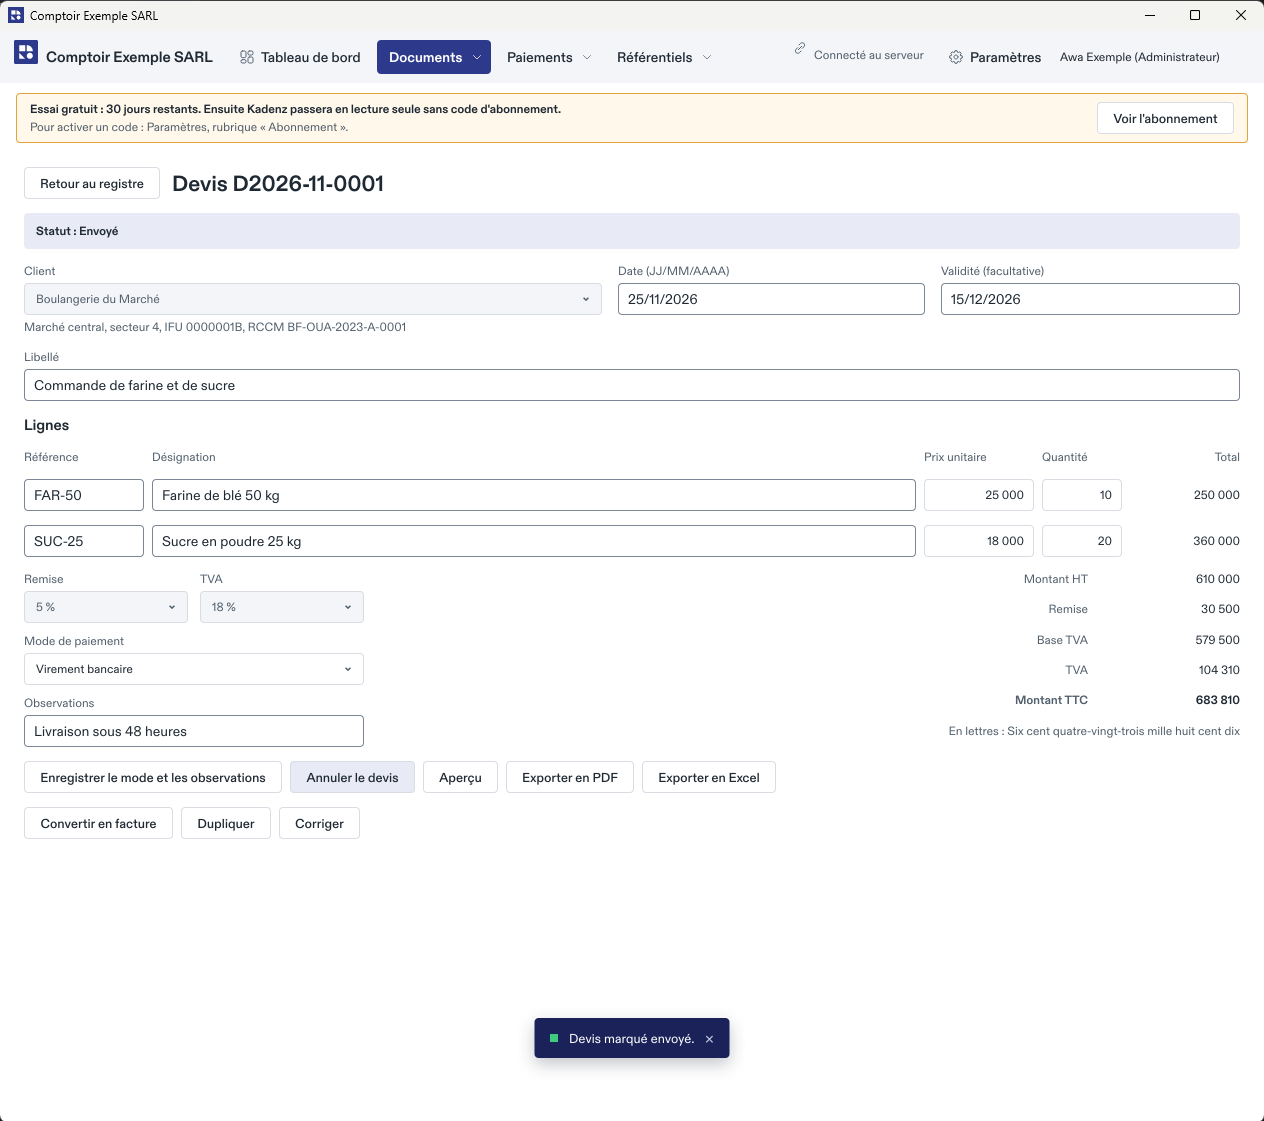 Comptoir Exemple SARL
Comptoir Exemple SARL
Tableau de bord
Documents
Paiements
Référentiels
Connecté au serveur
Paramètres
Awa Exemple (Administrateur)
Essai gratuit : 30 jours restants. Ensuite Kadenz passera en lecture seule sans code d'abonnement.
Pour activer un code : Paramètres, rubrique « Abonnement ».
Voir l'abonnement
Retour au registre
Devis D2026-11-0001
Statut : Envoyé
Client
Date (JJ/MM/AAAA)
Validité (facultative)
Boulangerie du Marché
25/11/2026
15/12/2026
Marché central, secteur 4, IFU 0000001B, RCCM BF-OUA-2023-A-0001
Libellé
Commande de farine et de sucre
Lignes
Référence
Désignation
Prix unitaire
Quantité
Total
FAR-50
Farine de blé 50 kg
25 000
10
250 000
SUC-25
Sucre en poudre 25 kg
18 000
20
360 000
Remise
TVA
5 %
18 %
Mode de paiement
Virement bancaire
Observations
Livraison sous 48 heures
Montant HT
610 000
Remise
30 500
Base TVA
579 500
TVA
104 310
Montant TTC
683 810
En lettres : Six cent quatre-vingt-trois mille huit cent dix
Enregistrer le mode et les observations
Annuler le devis
Aperçu
Exporter en PDF
Exporter en Excel
Convertir en facture
Dupliquer
Corriger
Devis marqué envoyé.